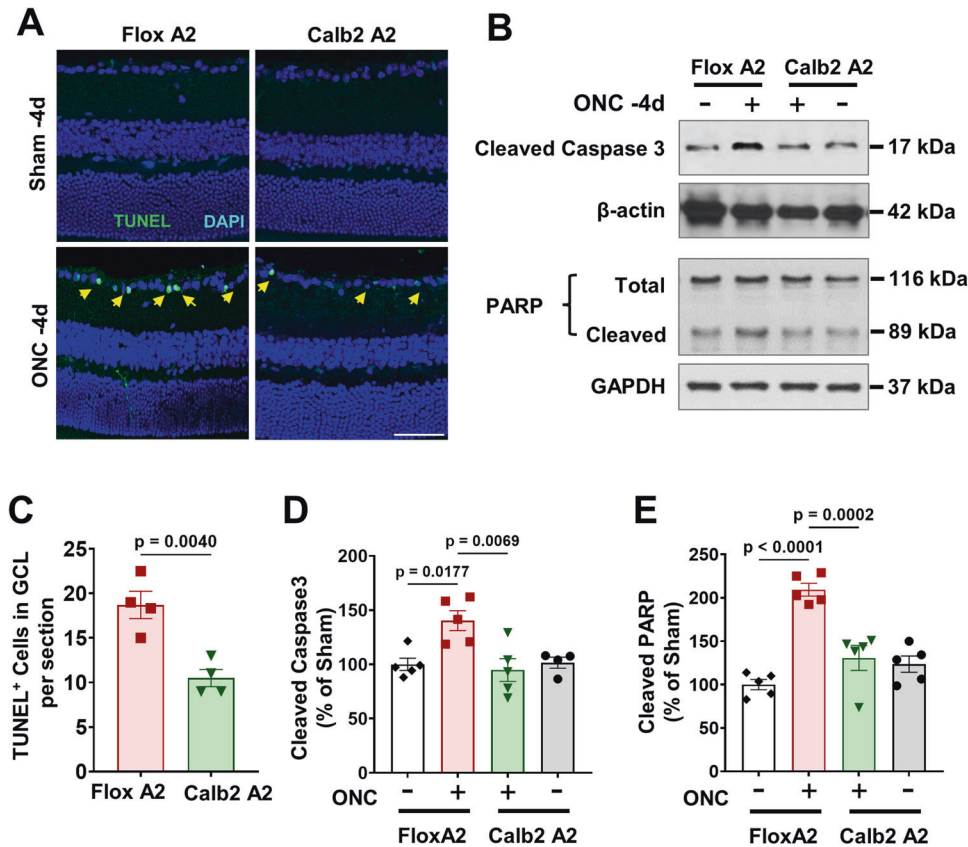 A
Flox A2 Calb2 A2
Sham -4d
TUNEL DAPI
ONC -4d
B
Flox A2 Calb2 A2
ONC -4d - + + -
Cleaved Caspase 3 17 kDa
β-actin 42 kDa
PARP
Total 116 kDa
Cleaved 89 kDa
GAPDH 37 kDa
C
TUNEL+ Cells in GCL
per section
25
20
15
10
5
0
p = 0.0040
Flox A2 Calb2 A2
D
Cleaved Caspase3
(% of Sham)
200
150
100
50
0
p = 0.0069
p = 0.0177
ONC - + + -
FloxA2 Calb2 A2
E
Cleaved PARP
(% of Sham)
250
200
150
100
50
0
p = 0.0002
p < 0.0001
ONC - + + -
FloxA2 Calb2 A2